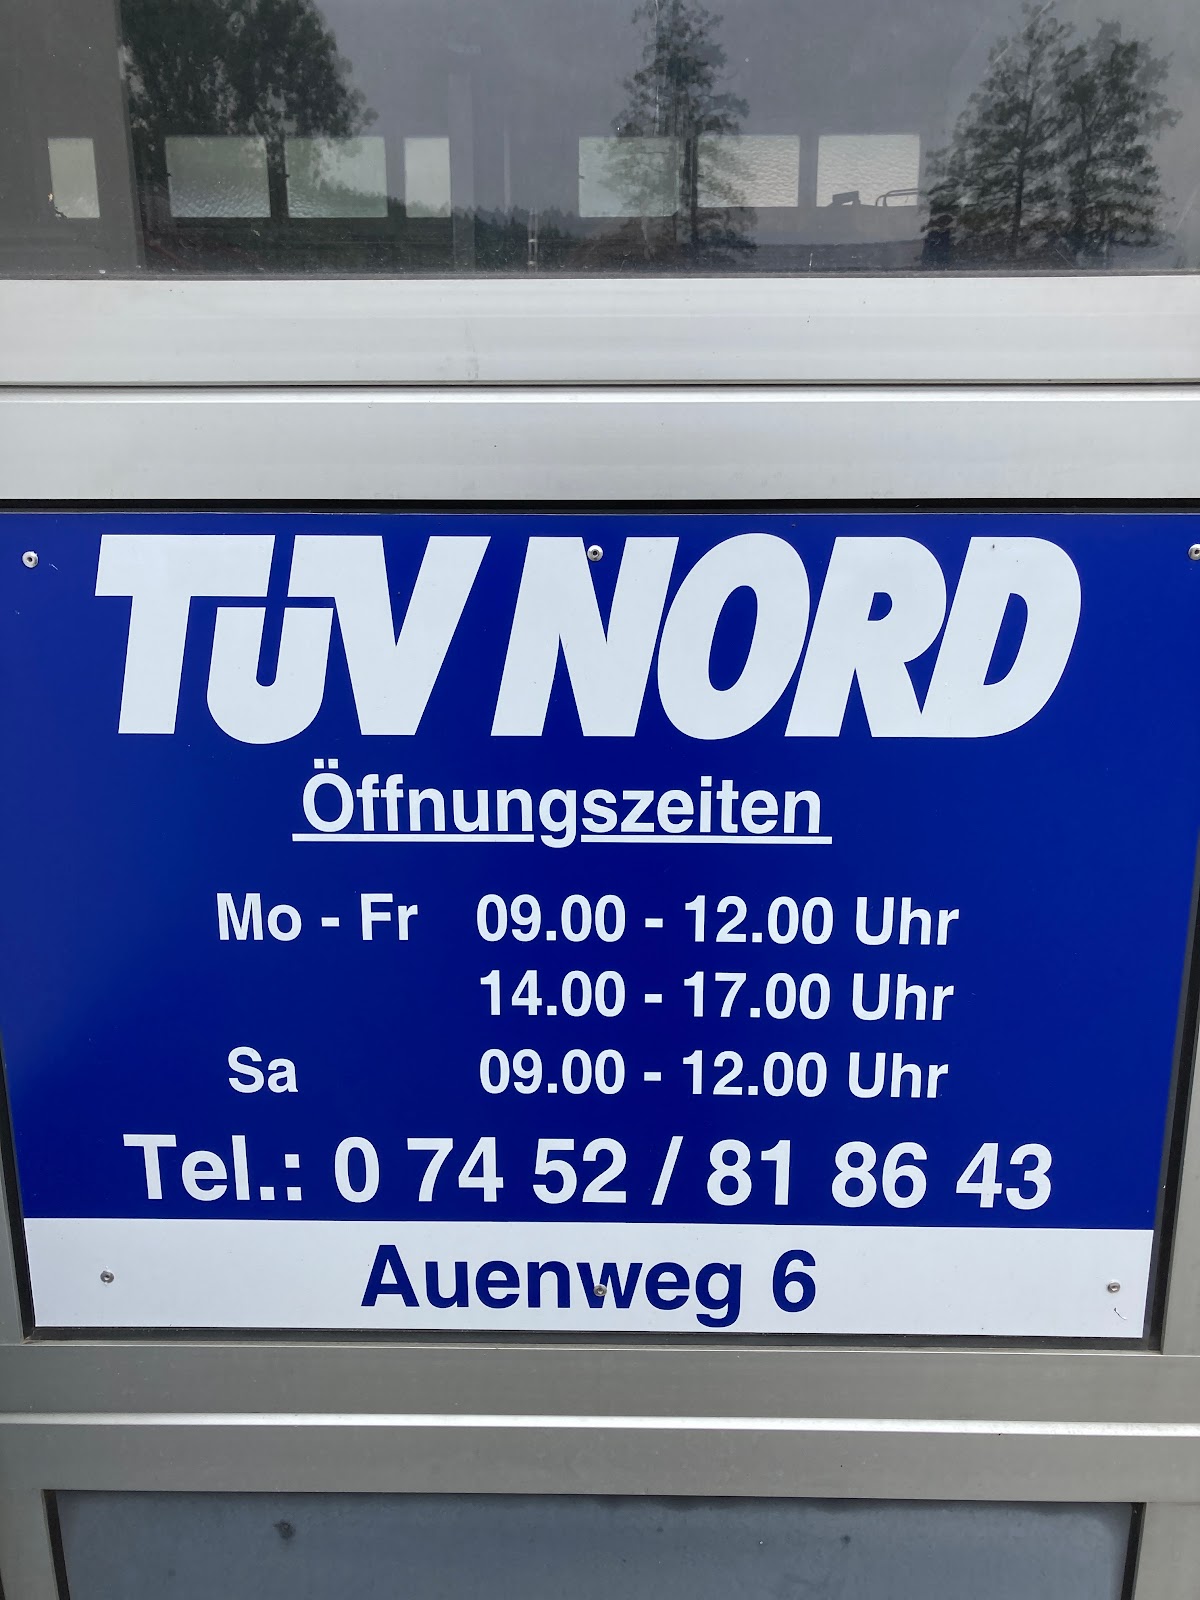 TÜV NORD
Öffnungszeiten
Mo - Fr 09.00 - 12.00 Uhr
14.00 - 17.00 Uhr
Sa 09.00 - 12.00 Uhr
Tel.: 0 74 52 / 81 86 43
Auenweg 6